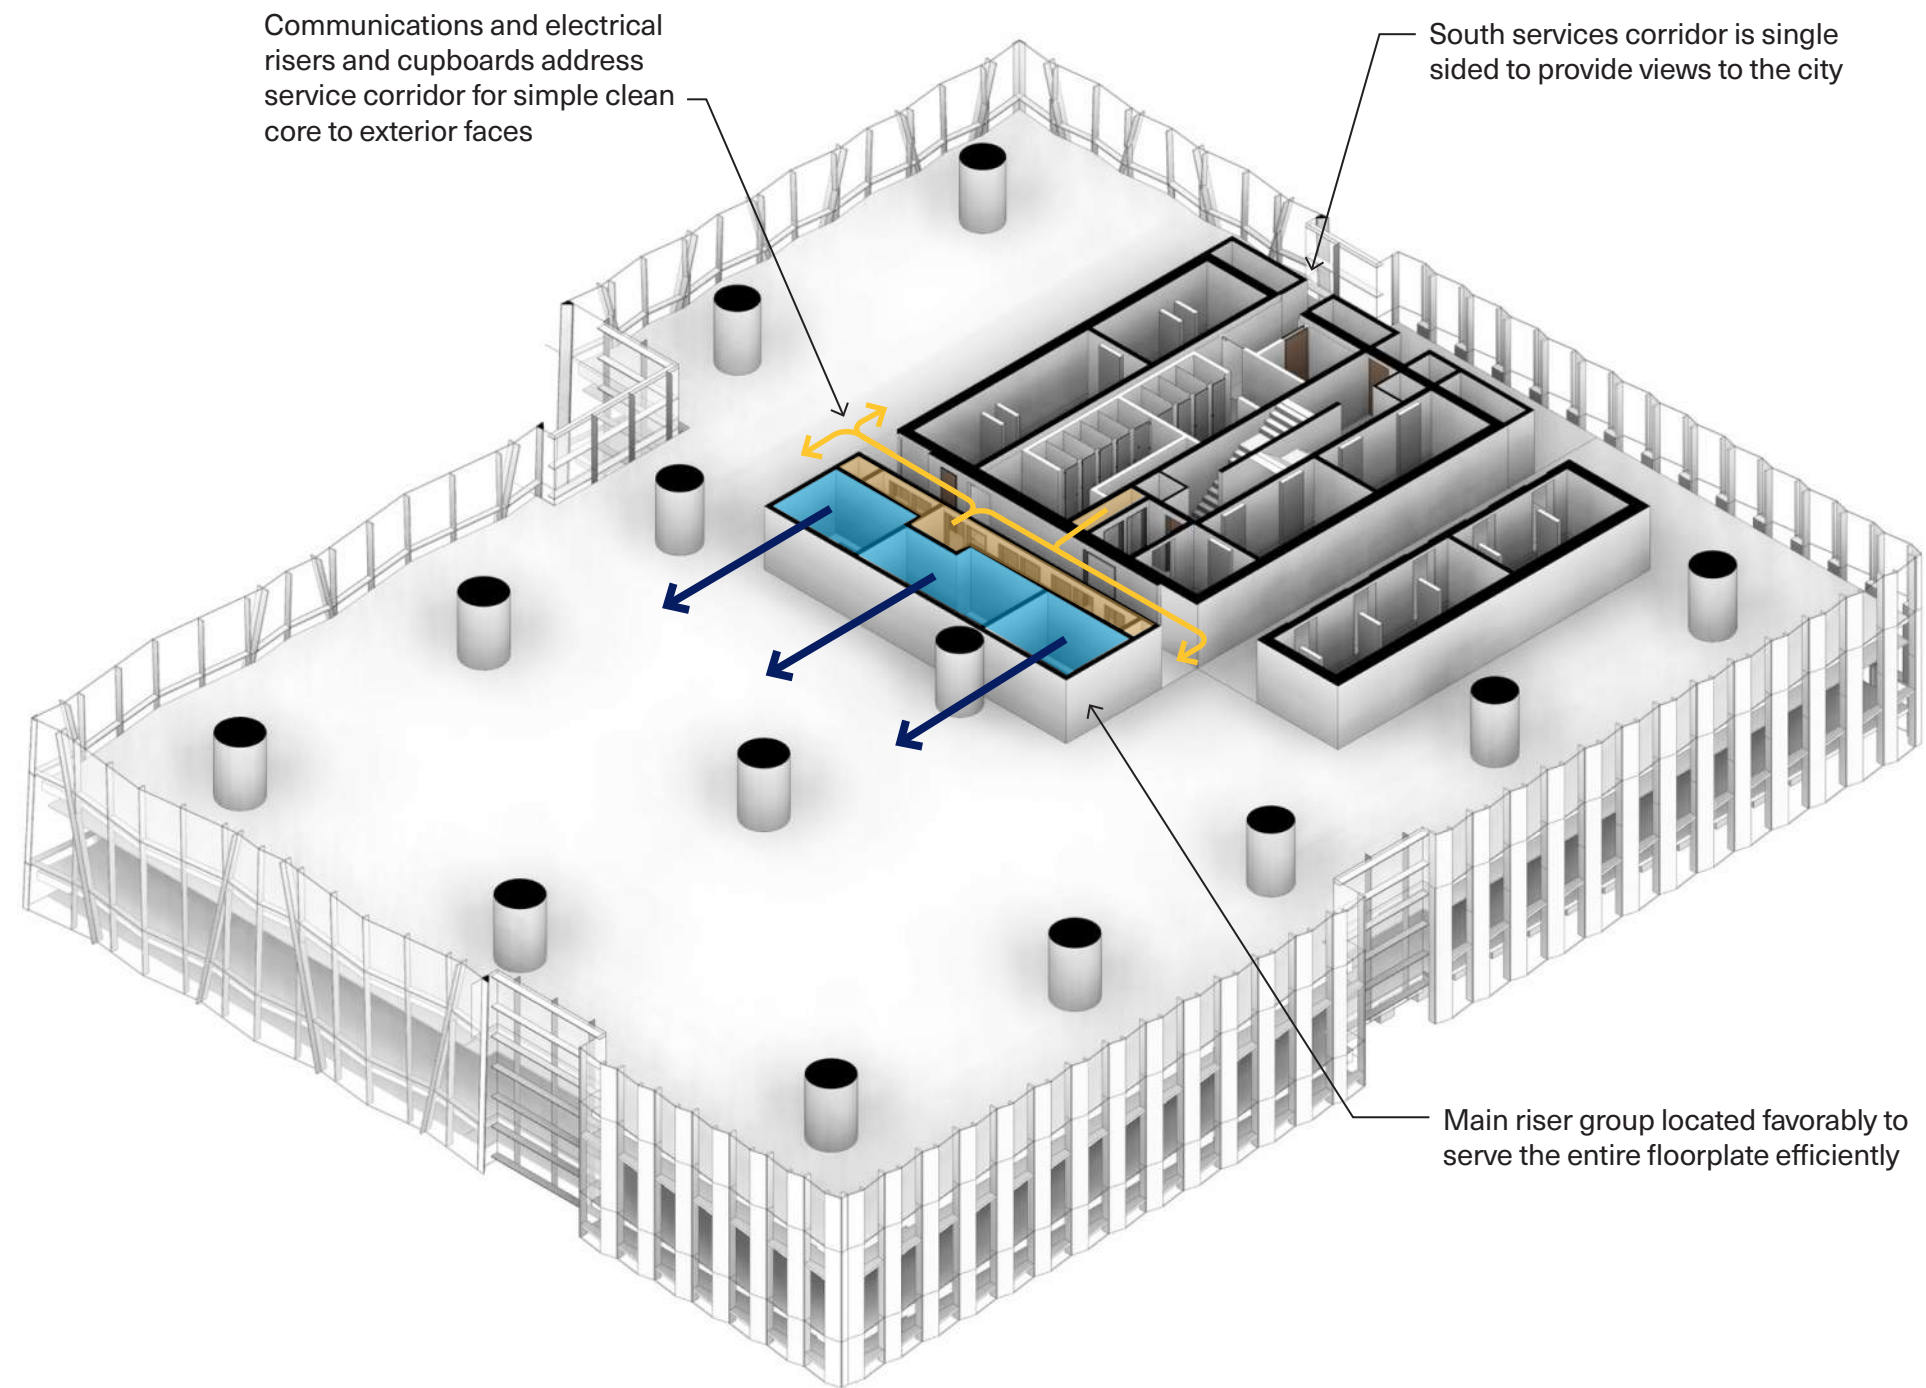 Communications and electrical
risers and cupboards address
service corridor for simple clean
core to exterior faces
South services corridor is single
sided to provide views to the city
Main riser group located favorably to
serve the entire floorplate efficiently